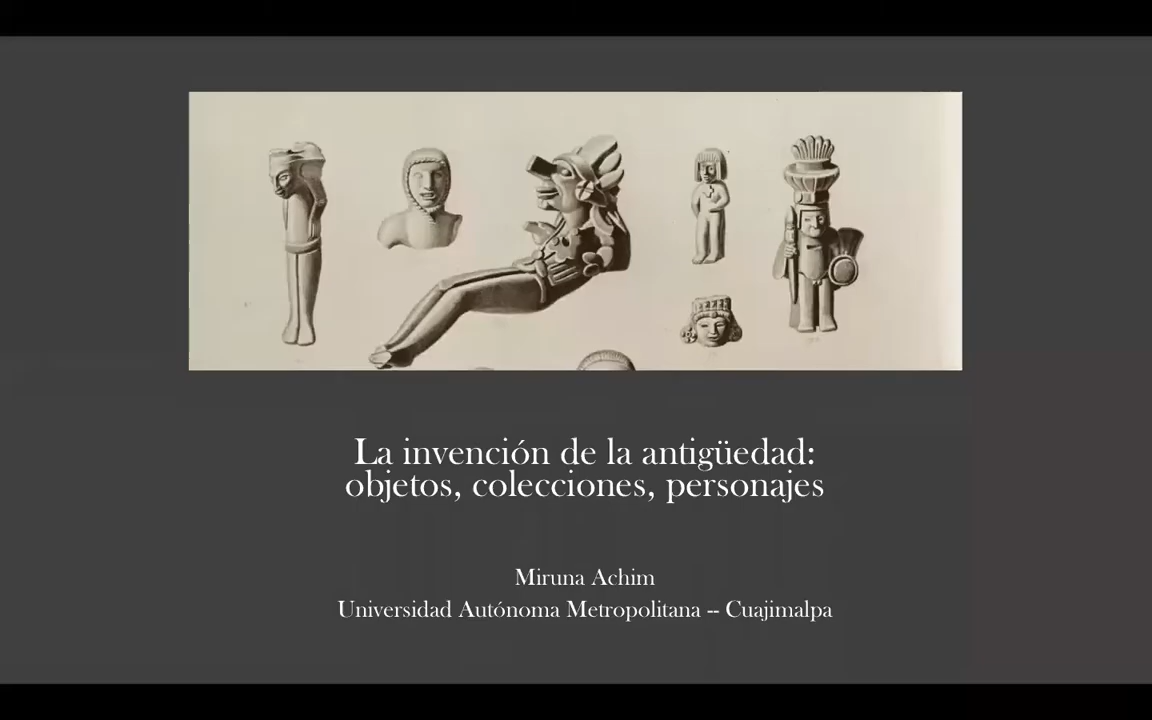 La invención de la antigüedad:
objetos, colecciones, personajes
Miruna Achim
Universidad Autónoma Metropolitana -- Cuajimalpa